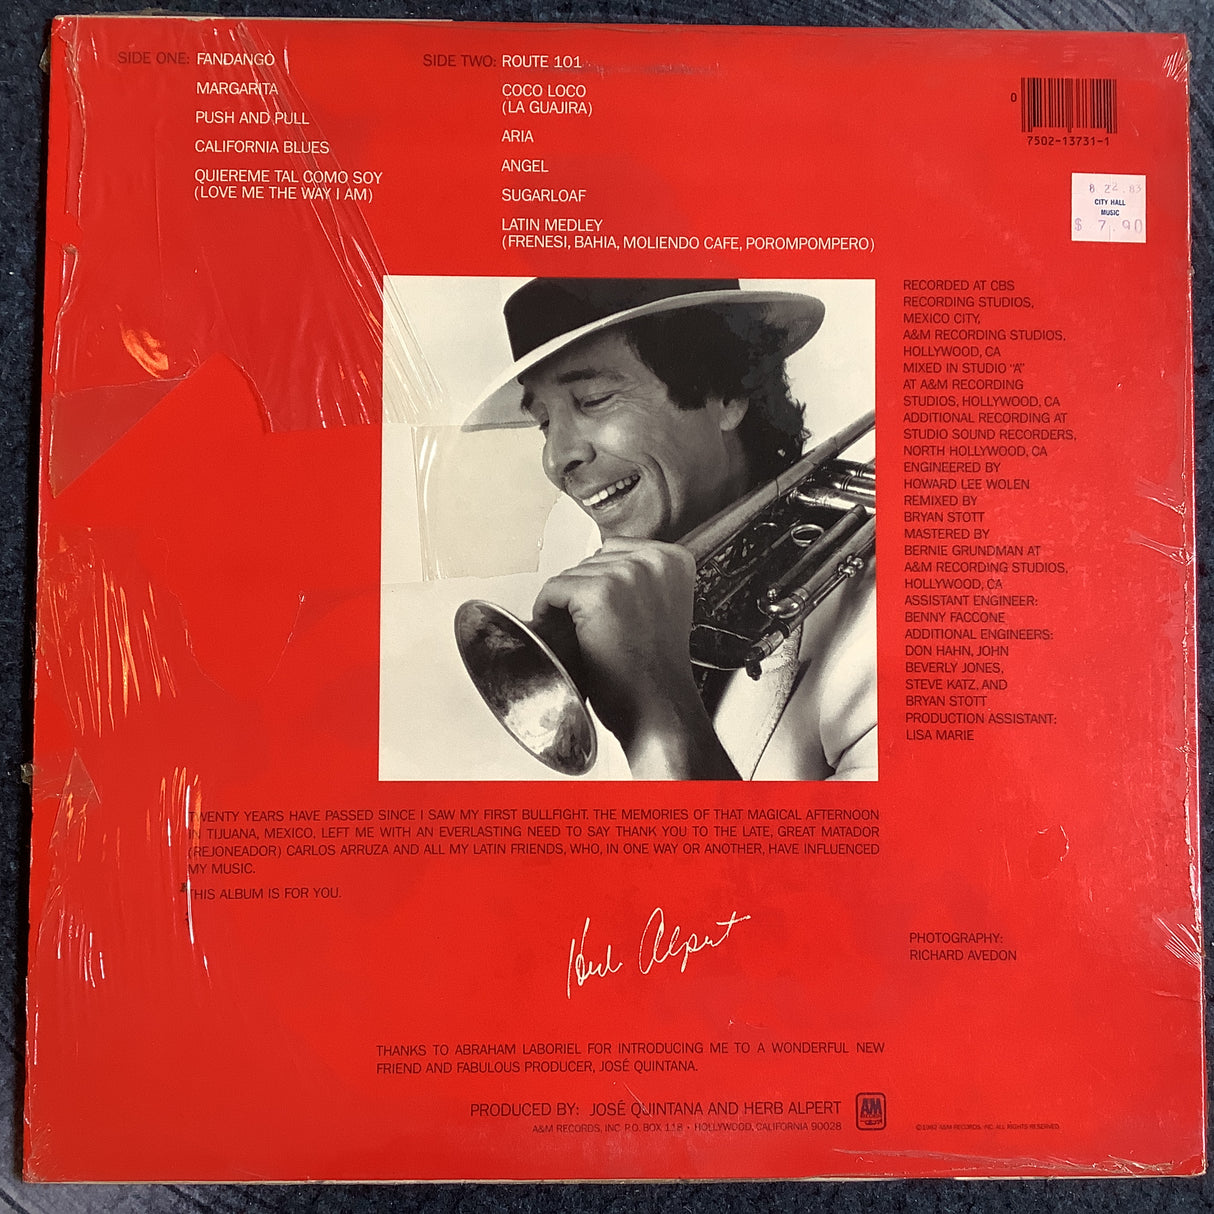 SIDE ONE: FANDANGO
MARGARITA
PUSH AND PULL
CALIFORNIA BLUES
QUIEREME TAL COMO SOY
(LOVE ME THE WAY I AM)
SIDE TWO: ROUTE 101
COCO LOCO
(LA GUAJIRA)
ARIA
ANGEL
SUGARLOAF
LATIN MEDLEY
(FRENESI, BAHIA, MOLIENDO CAFE, POROMPOMPERO)
0
7502-13731-1
8 22 .83
CITY HALL
MUSIC
$ 7.90
RECORDED AT CBS
RECORDING STUDIOS,
MEXICO CITY,
A&M RECORDING STUDIOS,
HOLLYWOOD, CA
MIXED IN STUDIO "A"
AT A&M RECORDING
STUDIOS, HOLLYWOOD, CA
ADDITIONAL RECORDING AT
STUDIO SOUND RECORDERS,
NORTH HOLLYWOOD, CA
ENGINEERED BY
HOWARD LEE WOLEN
REMIXED BY
BRYAN STOTT
MASTERED BY
BERNIE GRUNDMAN AT
A&M RECORDING STUDIOS,
HOLLYWOOD, CA
ASSISTANT ENGINEER:
BENNY FACCONE
ADDITIONAL ENGINEERS:
DON HAHN, JOHN
BEVERLY JONES,
STEVE KATZ, AND
BRYAN STOTT
PRODUCTION ASSISTANT:
LISA MARIE
TWENTY YEARS HAVE PASSED SINCE I SAW MY FIRST BULLFIGHT. THE MEMORIES OF THAT MAGICAL AFTERNOON
IN TIJUANA, MEXICO, LEFT ME WITH AN EVERLASTING NEED TO SAY THANK YOU TO THE LATE, GREAT MATADOR
(REJONEADOR) CARLOS ARRUZA AND ALL MY LATIN FRIENDS, WHO, IN ONE WAY OR ANOTHER, HAVE INFLUENCED
MY MUSIC.
THIS ALBUM IS FOR YOU.
Herb Alpert
PHOTOGRAPHY:
RICHARD AVEDON
THANKS TO ABRAHAM LABORIEL FOR INTRODUCING ME TO A WONDERFUL NEW
FRIEND AND FABULOUS PRODUCER, JOSÉ QUINTANA.
PRODUCED BY: JOSÉ QUINTANA AND HERB ALPERT
A&M RECORDS, INC. P.O. BOX 118 • HOLLYWOOD, CALIFORNIA 90028
A&M
RECORDS
©1982 A&M RECORDS, INC. ALL RIGHTS RESERVED.